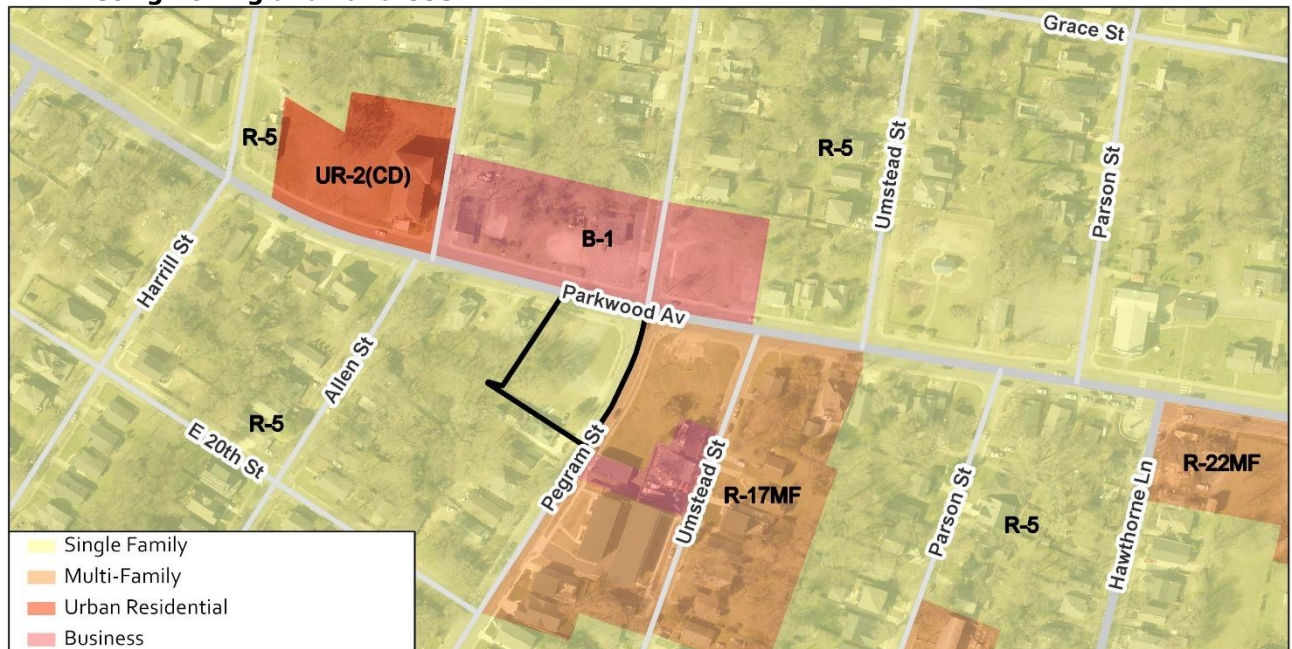 Grace St
R-5
R-5
UR-2(CD)
Umstead St
Parson St
B-1
Harrill St
Parkwood Av
Allen St
R-5
E 20th St
Pegram St
Umstead St
R-17MF
R-22MF
Parson St
R-5
Hawthorne Ln
Single Family
Multi-Family
Urban Residential
Business